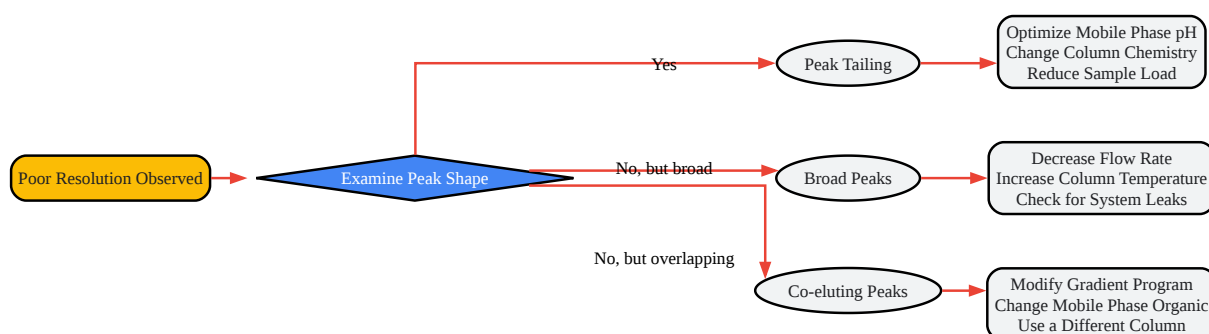 Poor Resolution Observed
Examine Peak Shape
Yes
Peak Tailing
Optimize Mobile Phase pH
Change Column Chemistry
Reduce Sample Load
No, but broad
Broad Peaks
Decrease Flow Rate
Increase Column Temperature
Check for System Leaks
No, but overlapping
Co-eluting Peaks
Modify Gradient Program
Change Mobile Phase Organic
Use a Different Column